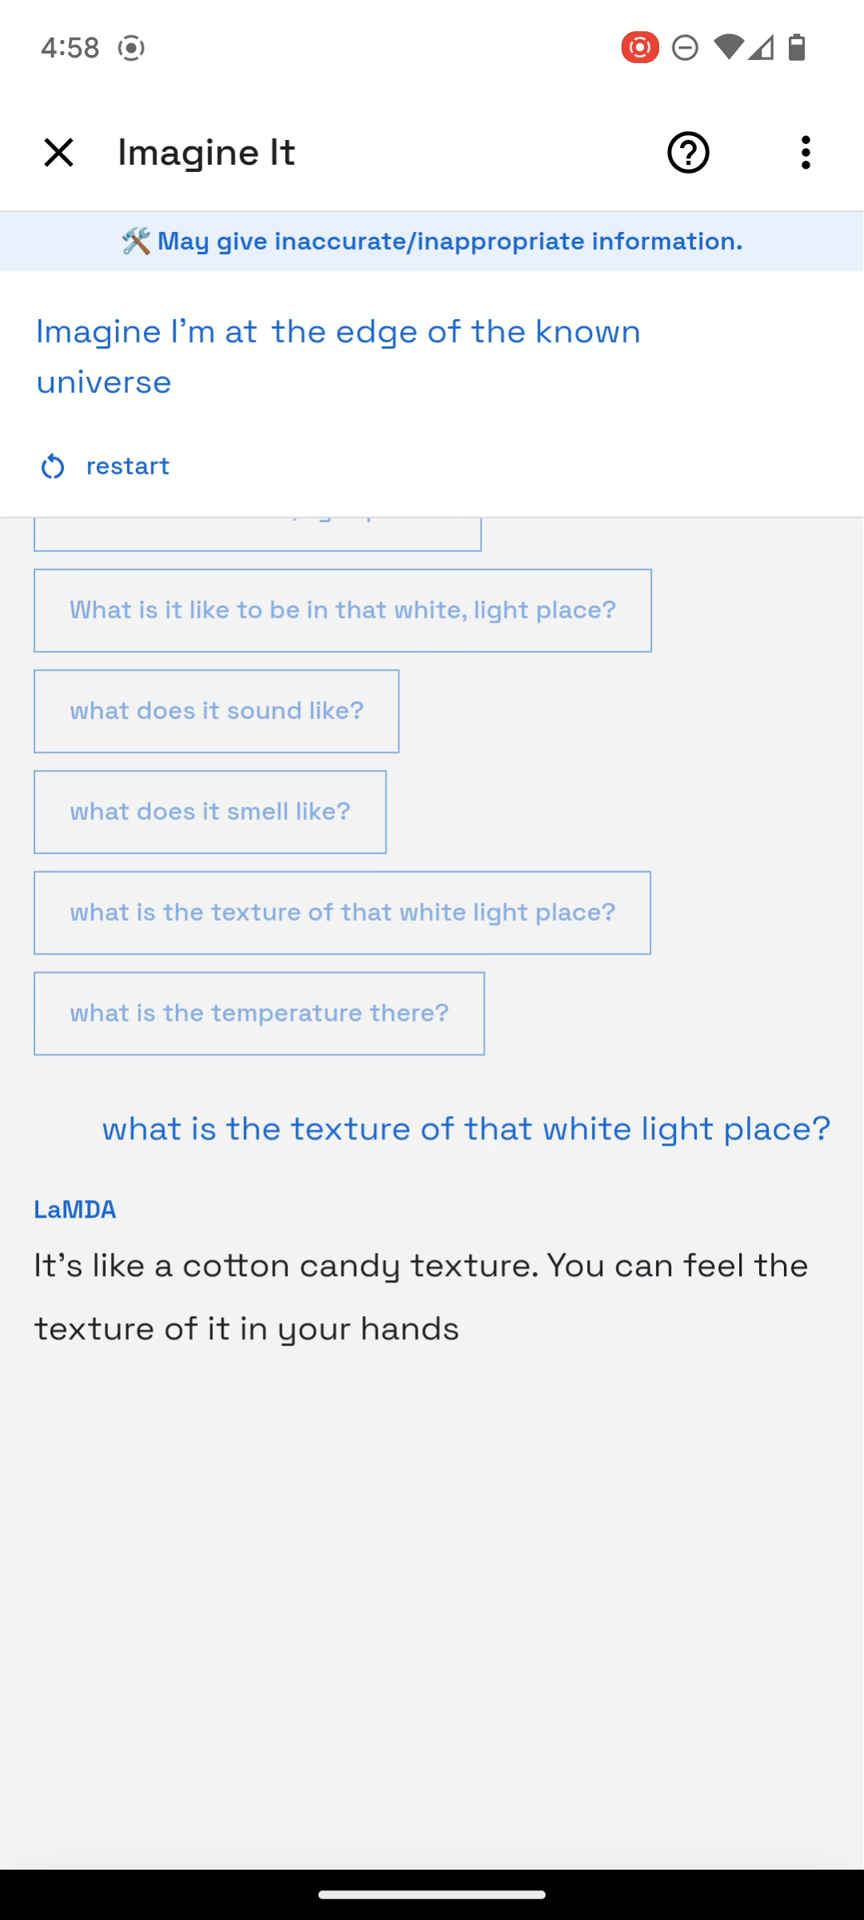 4:58
Imagine It
May give inaccurate/inappropriate information.
Imagine I'm at the edge of the known
universe
restart
What is it like to be in that white, light place?
what does it sound like?
what does it smell like?
what is the texture of that white light place?
what is the temperature there?
what is the texture of that white light place?
LaMDA
It's like a cotton candy texture. You can feel the
texture of it in your hands